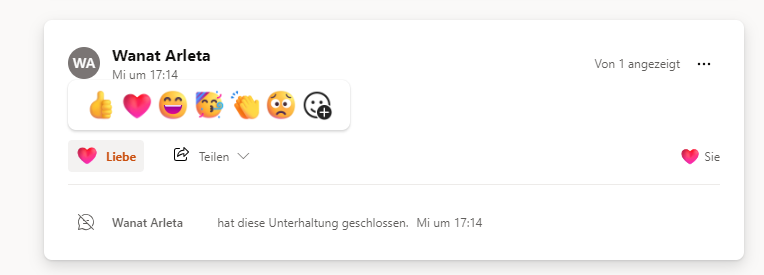 WA
Wanat Arleta
Von 1 angezeigt
Mi um 17:14
Liebe
Teilen
Sie
Wanat Arleta hat diese Unterhaltung geschlossen. Mi um 17:14